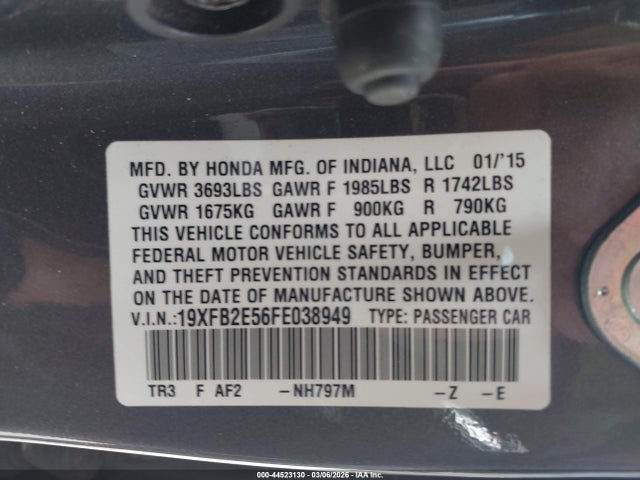 MFD. BY HONDA MFG. OF INDIANA, LLC 01/'15
GVWR 3693LBS GAWR F 1985LBS R 1742LBS
GVWR 1675KG GAWR F 900KG R 790KG
THIS VEHICLE CONFORMS TO ALL APPLICABLE
FEDERAL MOTOR VEHICLE SAFETY, BUMPER,
AND THEFT PREVENTION STANDARDS IN EFFECT
ON THE DATE OF MANUFACTURE SHOWN ABOVE.
V.I.N.:19XFB2E56FE038949 TYPE: PASSENGER CAR
TR3 F AF2 -NH797M -Z -E
000-44523130 - 03/06/2026 - IAA Inc.